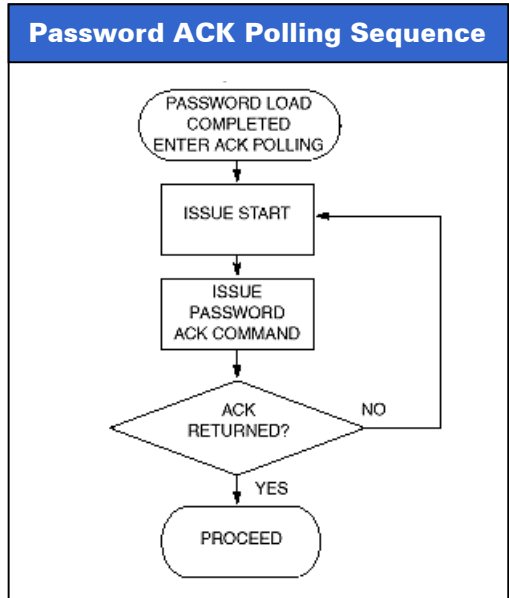 Password ACK Polling Sequence
PASSWORD LOAD
COMPLETED
ENTER ACK POLLING
ISSUE START
ISSUE
PASSWORD
ACK COMMAND
ACK
RETURNED?
NO
YES
PROCEED